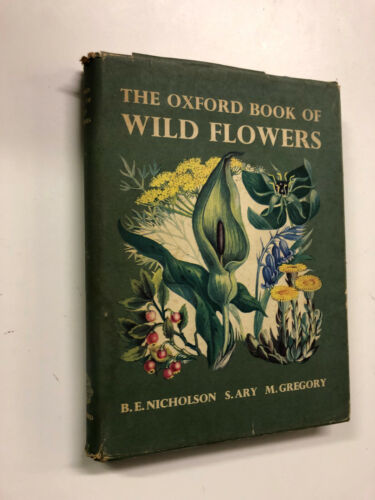 THE OXFORD BOOK OF
WILD FLOWERS
B.E. NICHOLSON S. ARY M. GREGORY